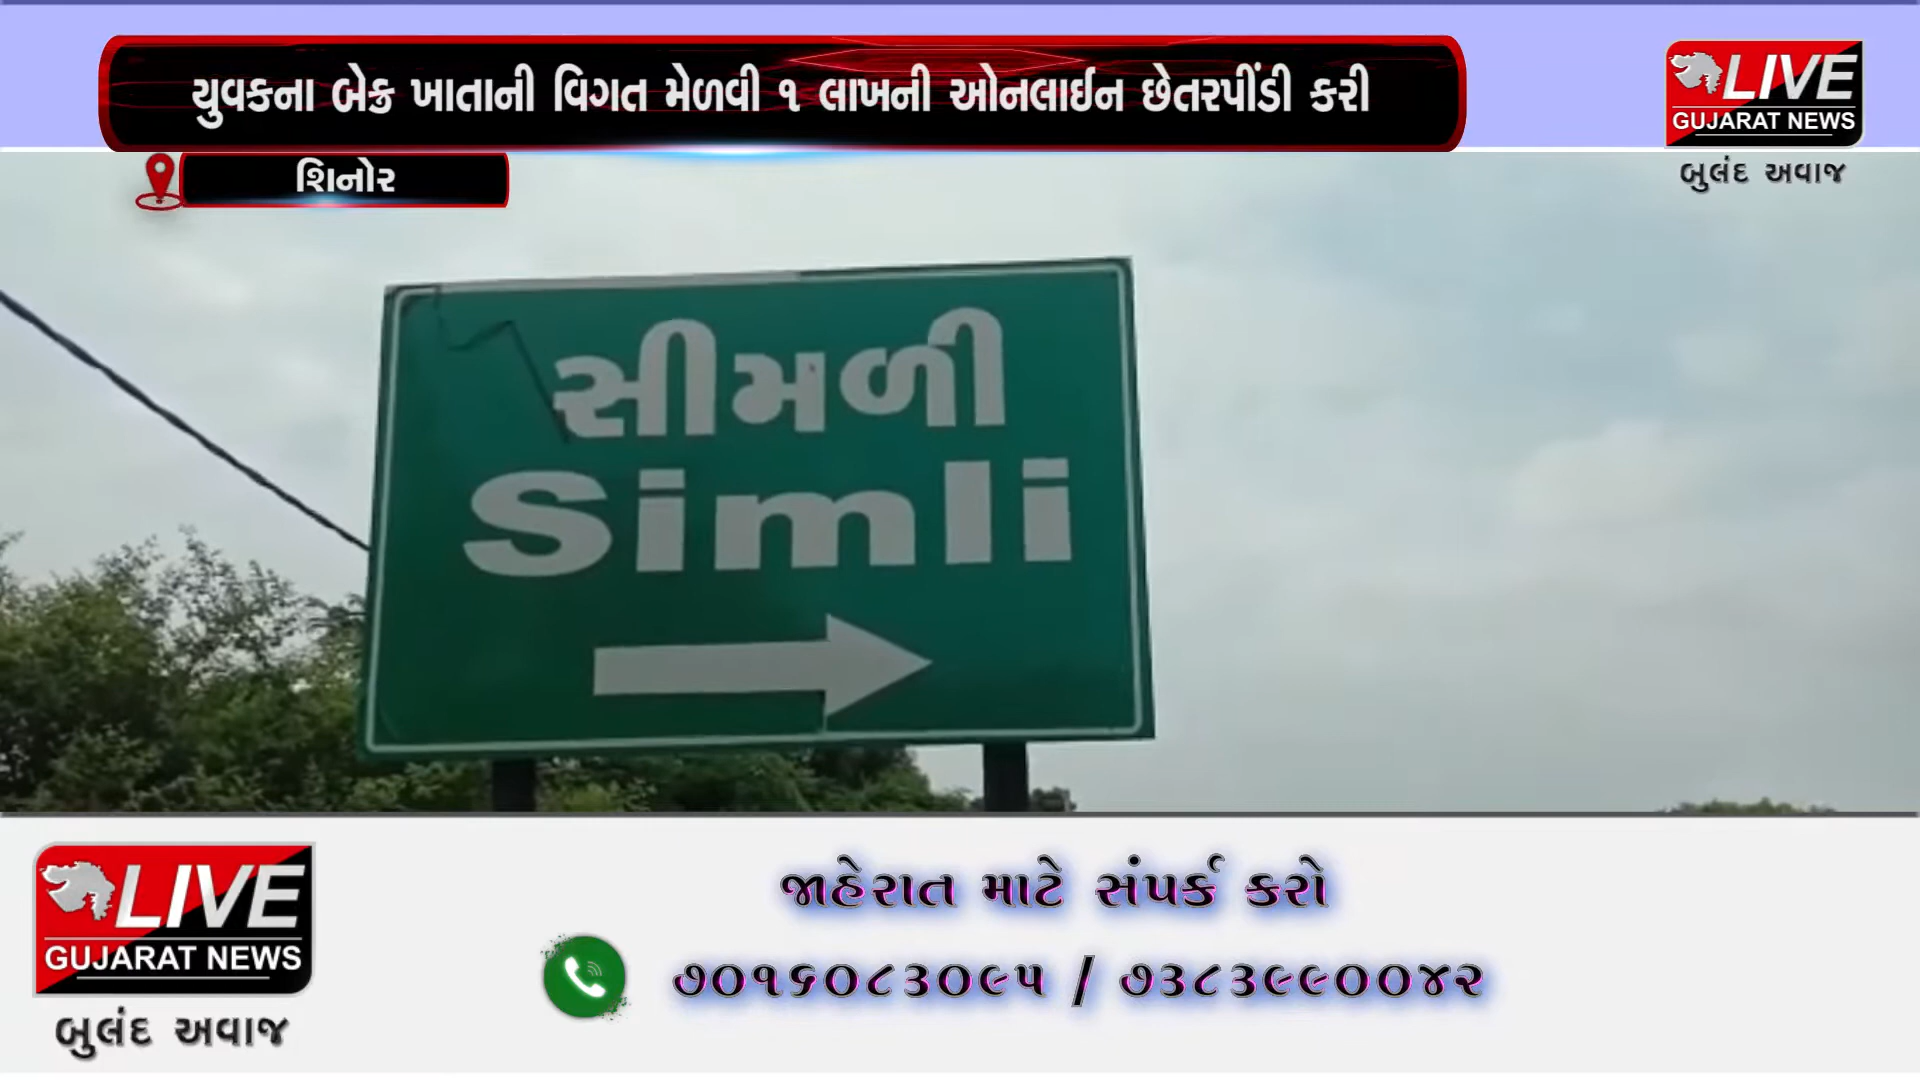 યુવકના બેંક ખાતાની વિગત મેળવી ૧ લાખની ઓનલાઈન છેતરપીંડી કરી
LIVE
GUJARAT NEWS
બુલંદ અવાજ
શિનોર
સીમળી
Simli
LIVE
GUJARAT NEWS
બુલંદ અવાજ
જાહેરાત માટે સંપર્ક કરો
૭૦૧૬૦૮૩૦૯૫ / ૭૩૮૩૯૯૦૦૪૨